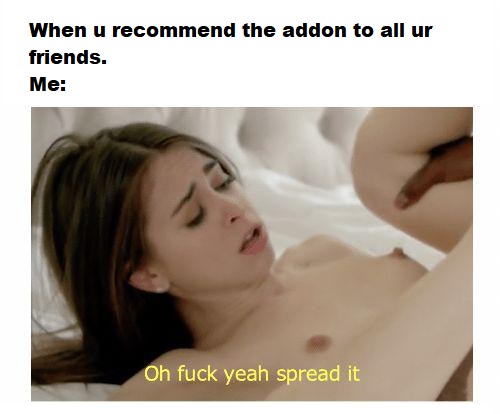 When u recommend the addon to all ur
friends.
Me:
Oh fuck yeah spread it